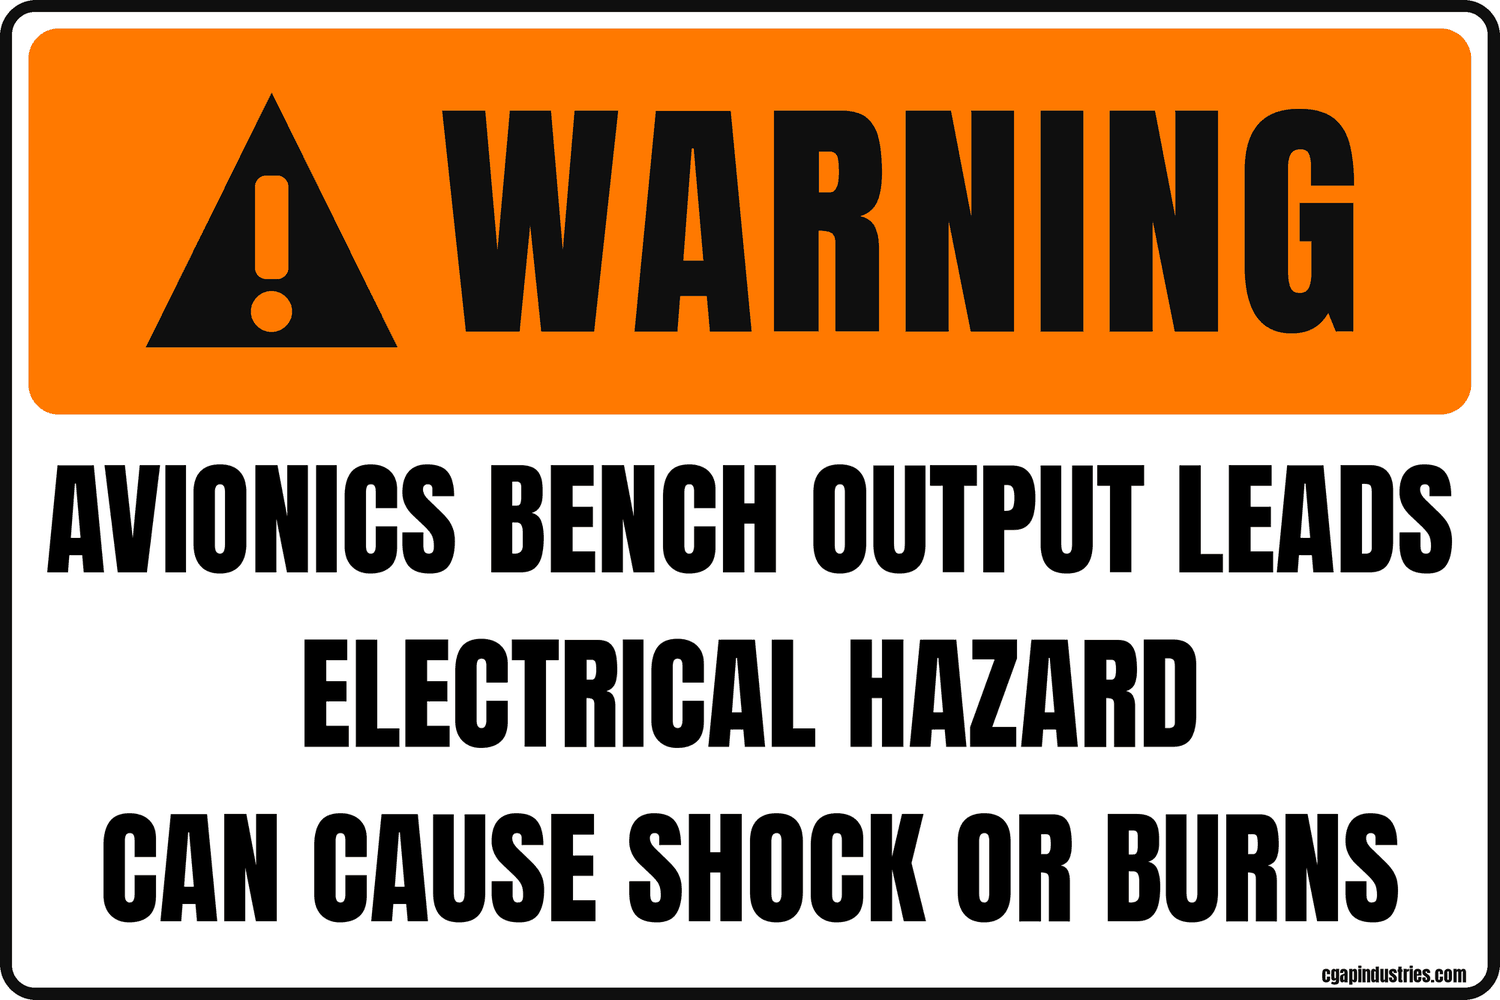 WARNING
AVIONICS BENCH OUTPUT LEADS
ELECTRICAL HAZARD
CAN CAUSE SHOCK OR BURNS
cgapindustries.com